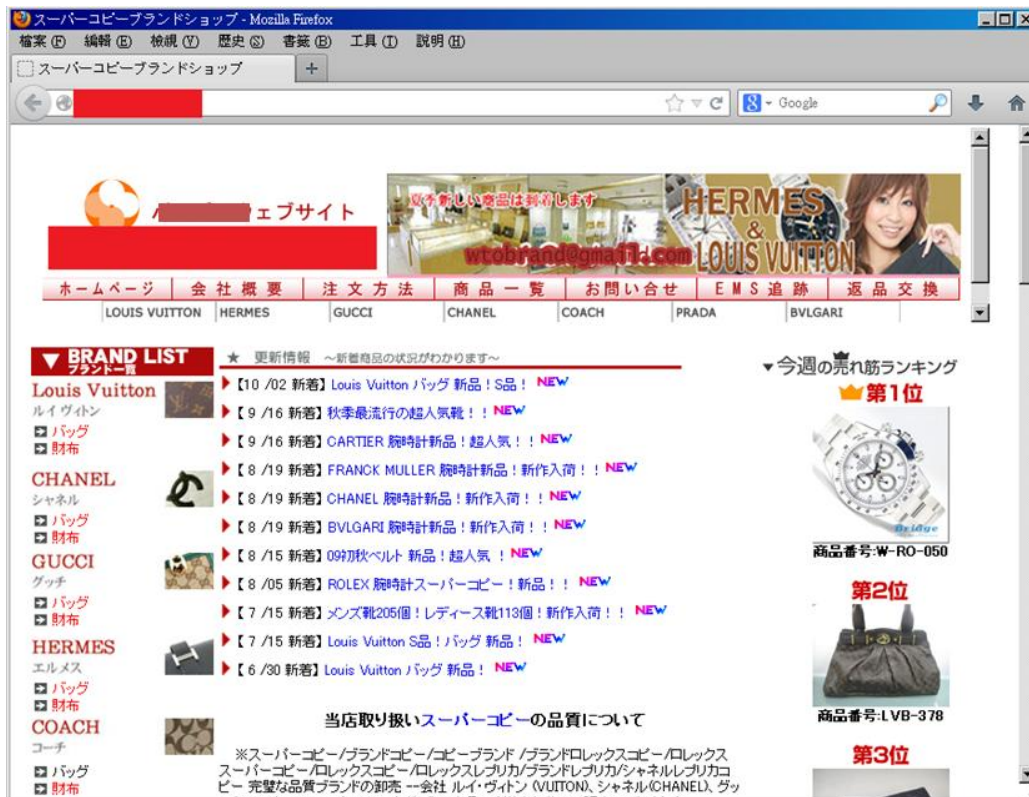 スーパーコピーブランドショップ - Mozilla Firefox
檔案(F) 編輯(E) 檢視(V) 歷史(S) 書籤(B) 工具(T) 說明(H)
スーパーコピーブランドショップ
Google
ェブサイト
夏季新しい商品は到着します
wtobrand@gmail.com
HERMES
&
LOUIS VUITTON
ホームページ 会社概要 注文方法 商品一覧 お問い合せ EMS追跡 返品交換
LOUIS VUITTON HERMES GUCCI CHANEL COACH PRADA BVLGARI
▼ BRAND LIST
ブランド一覧
Louis Vuitton
ルイ ヴィトン
バッグ
財布
CHANEL
シャネル
バッグ
財布
GUCCI
グッチ
バッグ
財布
HERMES
エルメス
バッグ
財布
COACH
コーチ
バッグ
財布
★ 更新情報 ~新着商品の状況がわかります~
【10 /02 新着】Louis Vuitton バッグ 新品!S品! NEW
【 9 /16 新着】秋季最流行の超人気靴!! NEW
【 9 /16 新着】CARTIER 腕時計新品!超人気!! NEW
【 8 /19 新着】FRANCK MULLER 腕時計新品!新作入荷!! NEW
【 8 /19 新着】CHANEL 腕時計新品!新作入荷!! NEW
【 8 /19 新着】BVLGARI 腕時計新品!新作入荷!! NEW
【 8 /15 新着】09初秋ベルト 新品!超人気 ! NEW
【 8 /05 新着】ROLEX 腕時計スーパーコピー!新品!! NEW
【 7 /15 新着】メンズ靴205個!レディース靴113個!新作入荷!! NEW
【 7 /15 新着】Louis Vuitton S品!バッグ 新品! NEW
【 6 /30 新着】Louis Vuitton バッグ 新品! NEW
当店取り扱いスーパーコピーの品質について
※スーパーコピー/ブランドコピー/コピーブランド /ブランドロレックスコピー/ロレックス
スーパーコピー/ロレックスコピー/ロレックスレプリカ/ブランドレプリカ/シャネルレプリカコ
ピー 完璧な品質ブランドの卸売 --会社 ルイ・ヴィトン (VUITON)、シャネル(CHANEL)、グッ
▼今週の売れ筋ランキング
第1位
Bridge
商品番号:W-RO-050
第2位
商品番号:LVB-378
第3位